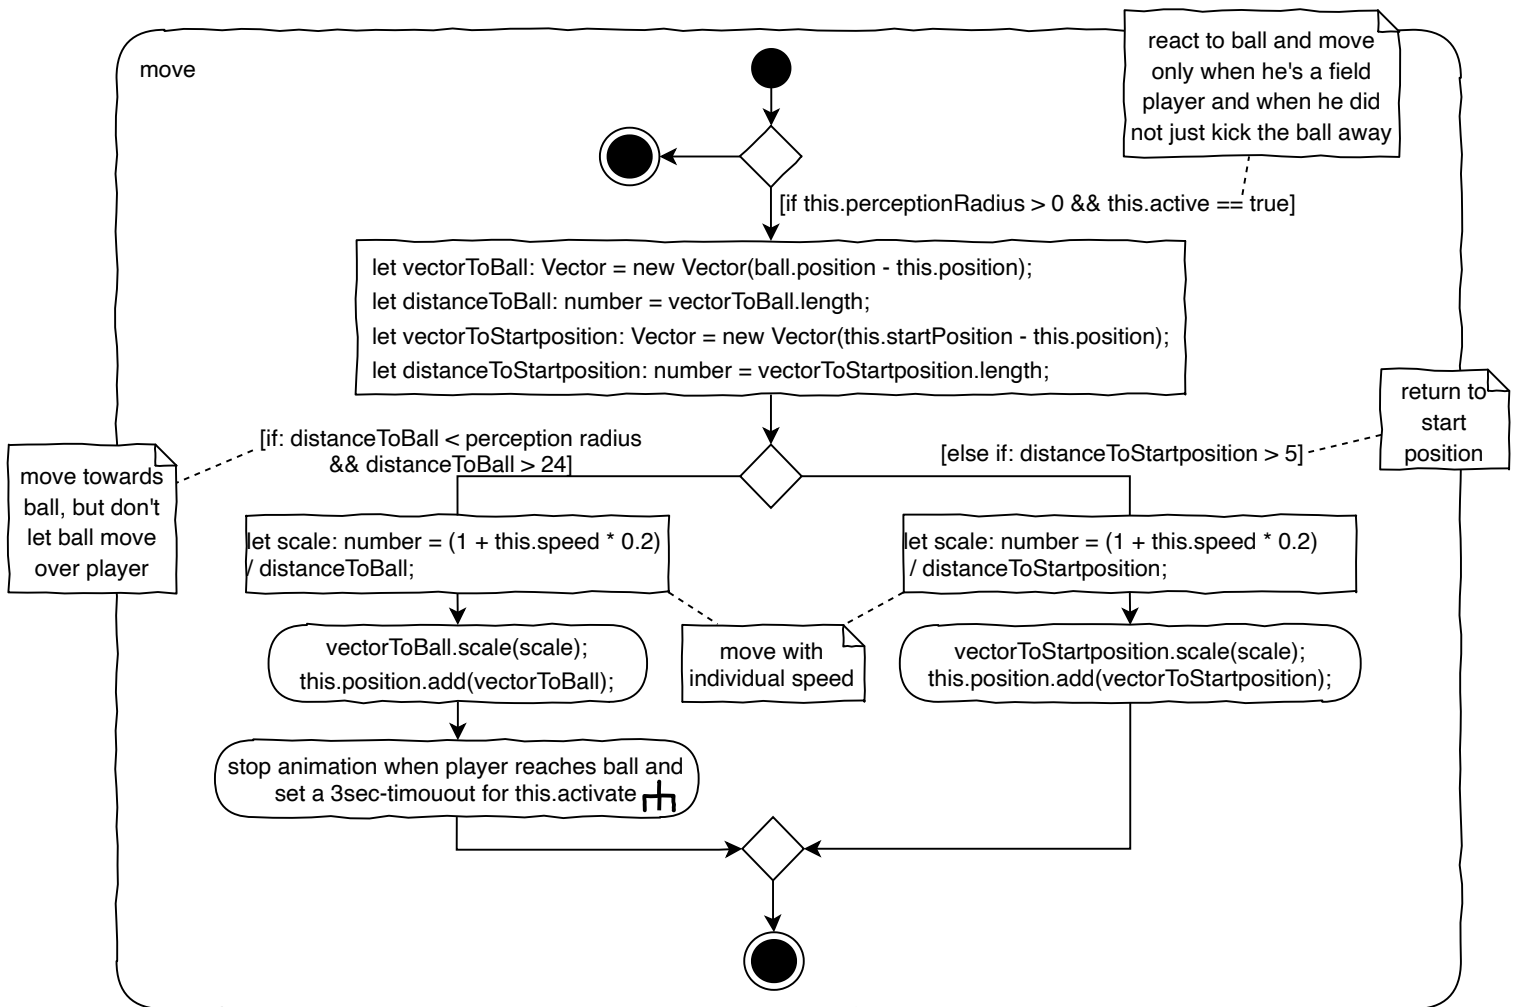 move
react to ball and move
only when he's a field
player and when he did
not just kick the ball away
[if this.perceptionRadius > 0 && this.active == true]
let vectorToBall: Vector = new Vector(ball.position - this.position);
let distanceToBall: number = vectorToBall.length;
let vectorToStartposition: Vector = new Vector(this.startPosition - this.position);
let distanceToStartposition: number = vectorToStartposition.length;
return to
start
position
[if: distanceToBall < perception radius
&& distanceToBall > 24]
[else if: distanceToStartposition > 5]
move towards
ball, but don't
let ball move
over player
let scale: number = (1 + this.speed * 0.2)
/ distanceToBall;
let scale: number = (1 + this.speed * 0.2)
/ distanceToStartposition;
vectorToBall.scale(scale);
this.position.add(vectorToBall);
move with
individual speed
vectorToStartposition.scale(scale);
this.position.add(vectorToStartposition);
stop animation when player reaches ball and
set a 3sec-timouout for this.activate